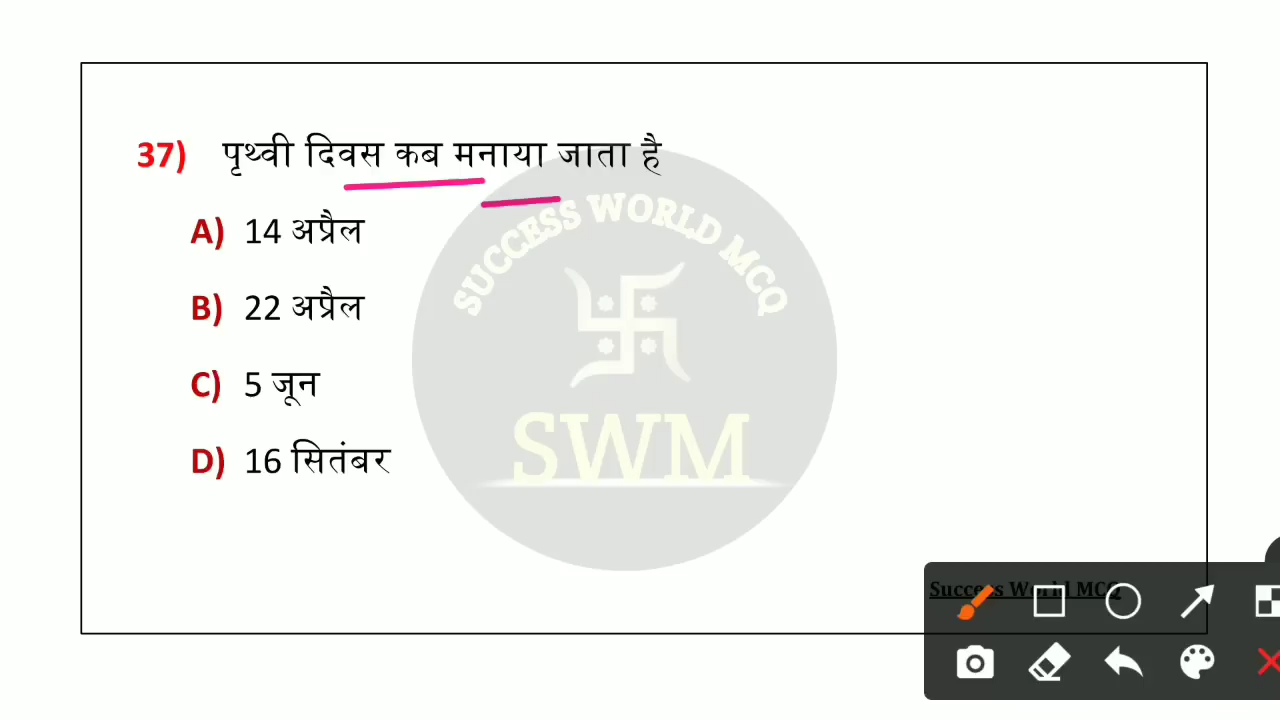 37) पृथ्वी दिवस कब मनाया जाता है
A) 14 अप्रैल
B) 22 अप्रैल
C) 5 जून
D) 16 सितंबर
SUCCESS WORLD MCQ
SWM
Success World MCQ